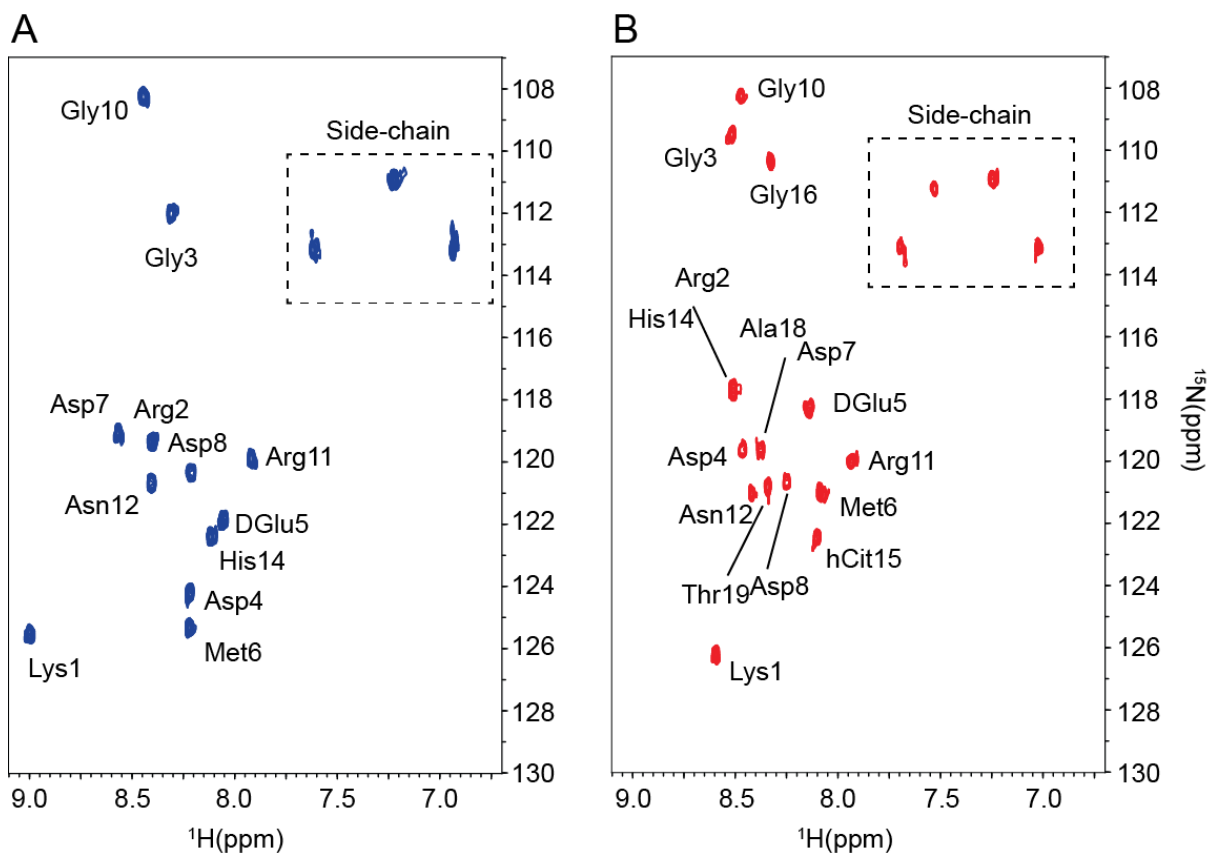 A
Gly10
Side-chain
Gly3
Asp7
Arg2
Asp8
Arg11
Asn12
DGlu5
His14
Asp4
Lys1
Met6
9.0
8.5
8.0
7.5
7.0
¹H(ppm)
108
110
112
114
116
118
120
122
124
126
128
130
B
Gly10
Side-chain
Gly3
Gly16
Arg2
His14
Ala18
Asp7
DGlu5
Asp4
Arg11
Asn12
Met6
hCit15
Thr19
Asp8
Lys1
9.0
8.5
8.0
7.5
7.0
¹H(ppm)
108
110
112
114
116
118
120
122
124
126
128
130
¹⁵N(ppm)